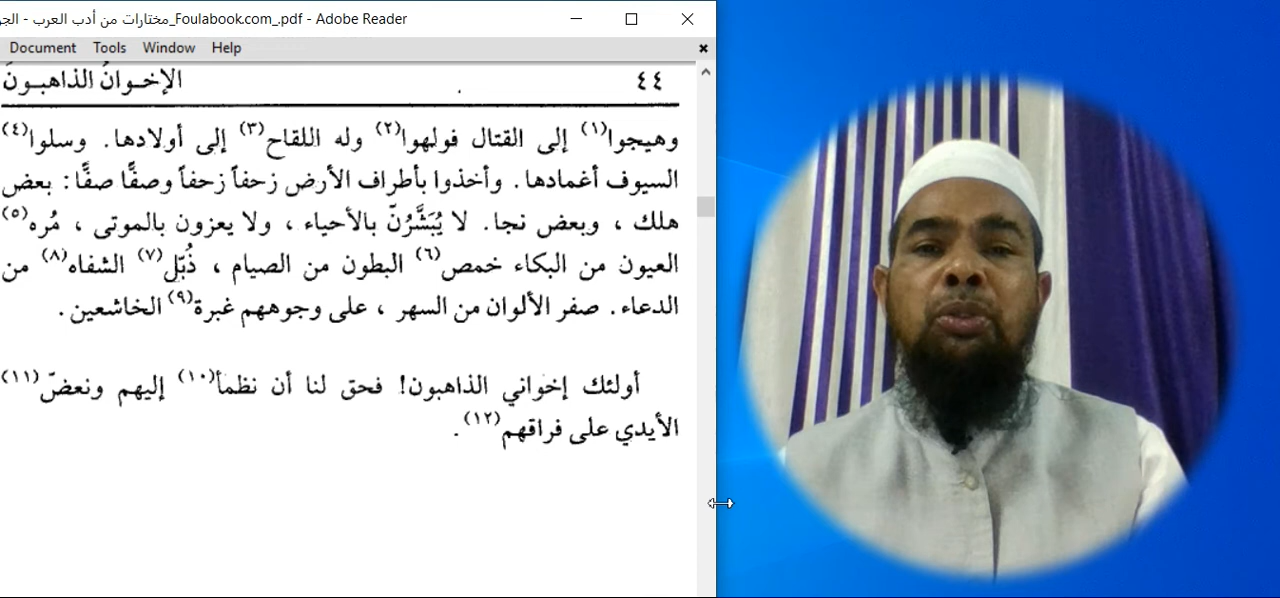 مختارات من أدب العرب - الج_Foulabook.com_.pdf - Adobe Reader
Document Tools Window Help
٤٤ الإخـوانُ الذاهبـونَ
وهيجوا(١) إلى القتال فولهوا(٢) وله اللقاح(٣) إلى أولادها. وسلوا(٤)
السيوف أغمادها. وأخذوا بأطراف الأرض زحفاً زحفاً وصفًّا صفًّا: بعض
هلك، وبعض نجا. لا يُبَشَّرُنّ بالأحياء، ولا يعزون بالموتى، مُره(٥)
العيون من البكاء خمص(٦) البطون من الصيام، ذُبّل(٧) الشفاه(٨) من
الدعاء. صفر الألوان من السهر، على وجوههم غبرة(٩) الخاشعين.
أولئك إخواني الذاهبون! فحق لنا أن نظمأ(١٠) إليهم ونعضّ(١١)
الأيدي على فراقهم(١٢).